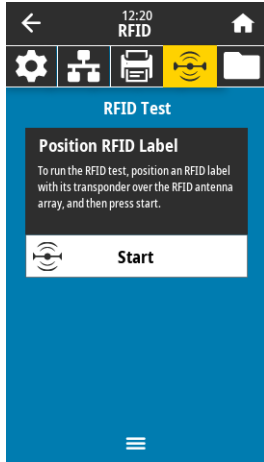 12:20
RFID
RFID Test
Position RFID Label
To run the RFID test, position an RFID label
with its transponder over the RFID antenna
array, and then press start.
Start